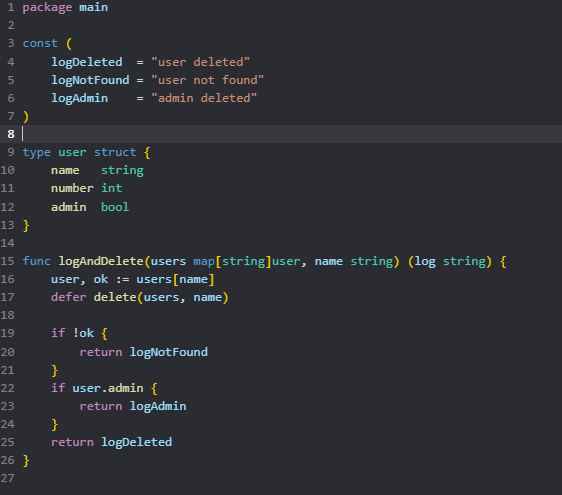 1 package main
2
3 const (
4     logDeleted  = "user deleted"
5     logNotFound = "user not found"
6     logAdmin    = "admin deleted"
7 )
8
9 type user struct {
10     name   string
11     number int
12     admin  bool
13 }
14
15 func logAndDelete(users map[string]user, name string) (log string) {
16     user, ok := users[name]
17     defer delete(users, name)
18
19     if !ok {
20         return logNotFound
21     }
22     if user.admin {
23         return logAdmin
24     }
25     return logDeleted
26 }
27